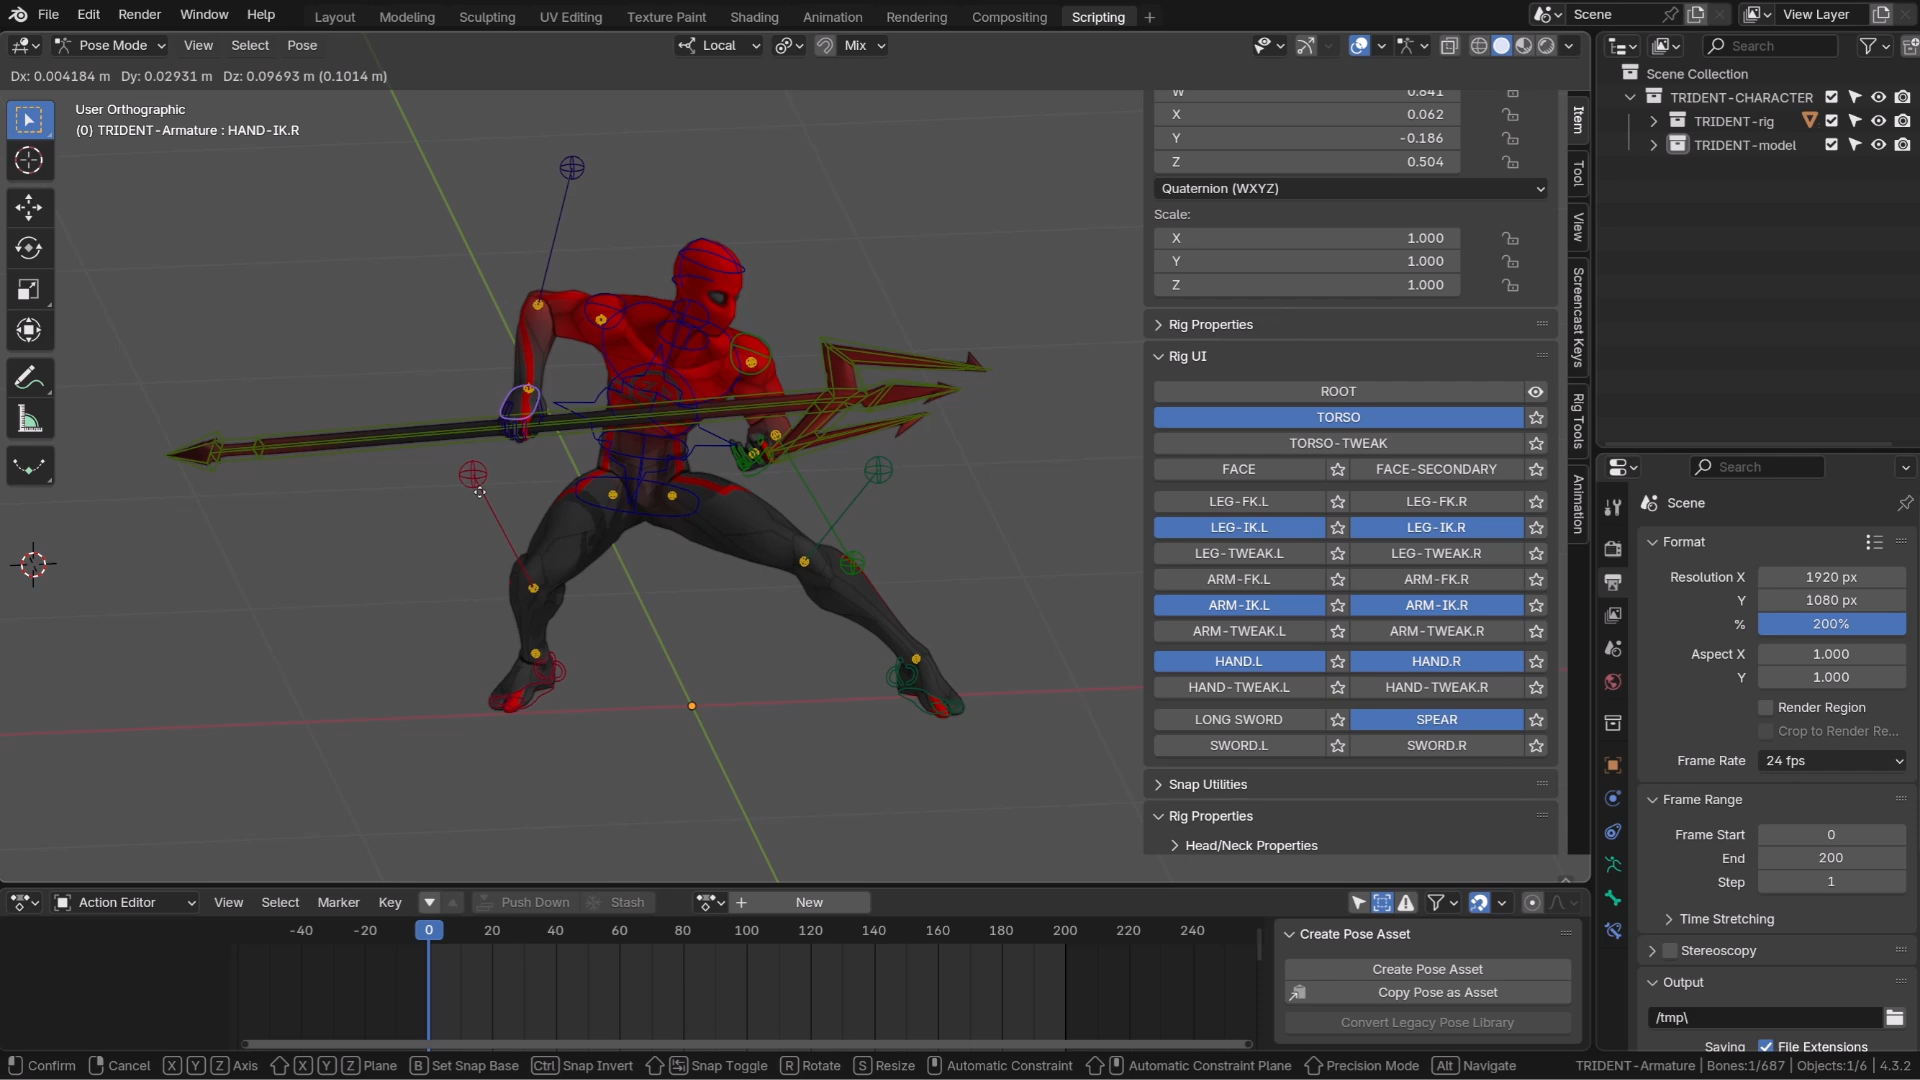 File Edit Render Window Help Layout Modeling Sculpting UV Editing Texture Paint Shading Animation Rendering Compositing Scripting + Scene View Layer
Pose Mode View Select Pose Local Mix Search
Dx: 0.004184 m Dy: 0.02931 m Dz: 0.09693 m (0.1014 m)
User Orthographic
(0) TRIDENT-Armature : HAND-IK.R
W 0.841
X 0.062
Y -0.186
Z 0.504
Quaternion (WXYZ)
Scale:
X 1.000
Y 1.000
Z 1.000
Rig Properties
Rig UI
ROOT
TORSO
TORSO-TWEAK
FACE FACE-SECONDARY
LEG-FK.L LEG-FK.R
LEG-IK.L LEG-IK.R
LEG-TWEAK.L LEG-TWEAK.R
ARM-FK.L ARM-FK.R
ARM-IK.L ARM-IK.R
ARM-TWEAK.L ARM-TWEAK.R
HAND.L HAND.R
HAND-TWEAK.L HAND-TWEAK.R
LONG SWORD SPEAR
SWORD.L SWORD.R
Snap Utilities
Rig Properties
Head/Neck Properties
Item
Tool
View
Screencast Keys
Rig Tools
Animation
Scene Collection
TRIDENT-CHARACTER
TRIDENT-rig
TRIDENT-model
Search
Scene
Format
Resolution X 1920 px
Y 1080 px
% 200%
Aspect X 1.000
Y 1.000
Render Region
Crop to Render Re...
Frame Rate 24 fps
Frame Range
Frame Start 0
End 200
Step 1
Time Stretching
Stereoscopy
Output
/tmp\
Saving File Extensions
Action Editor View Select Marker Key Push Down Stash New
-40 -20 0 20 40 60 80 100 120 140 160 180 200 220 240
Create Pose Asset
Create Pose Asset
Copy Pose as Asset
Convert Legacy Pose Library
Confirm Cancel X Y Z Axis X Y Z Plane B Set Snap Base Ctrl Snap Invert Snap Toggle R Rotate S Resize Automatic Constraint Automatic Constraint Plane Precision Mode Alt Navigate TRIDENT-Armature | Bones:1/687 | Objects:1/6 | 4.3.2